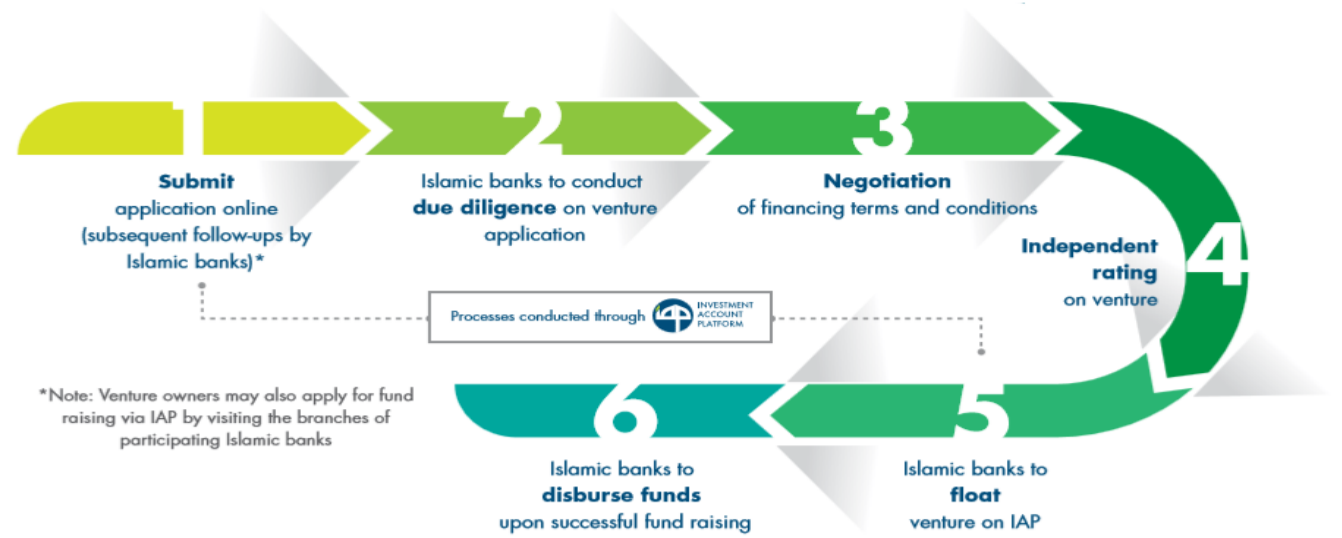 1
Submit
application online
(subsequent follow-ups by
Islamic banks)*
2
Islamic banks to conduct
due diligence on venture
application
3
Negotiation
of financing terms and conditions
4
Independent
rating
on venture
Processes conducted through iap INVESTMENT
ACCOUNT
PLATFORM
5
Islamic banks to
float
venture on IAP
6
Islamic banks to
disburse funds
upon successful fund raising
*Note: Venture owners may also apply for fund
raising via IAP by visiting the branches of
participating Islamic banks